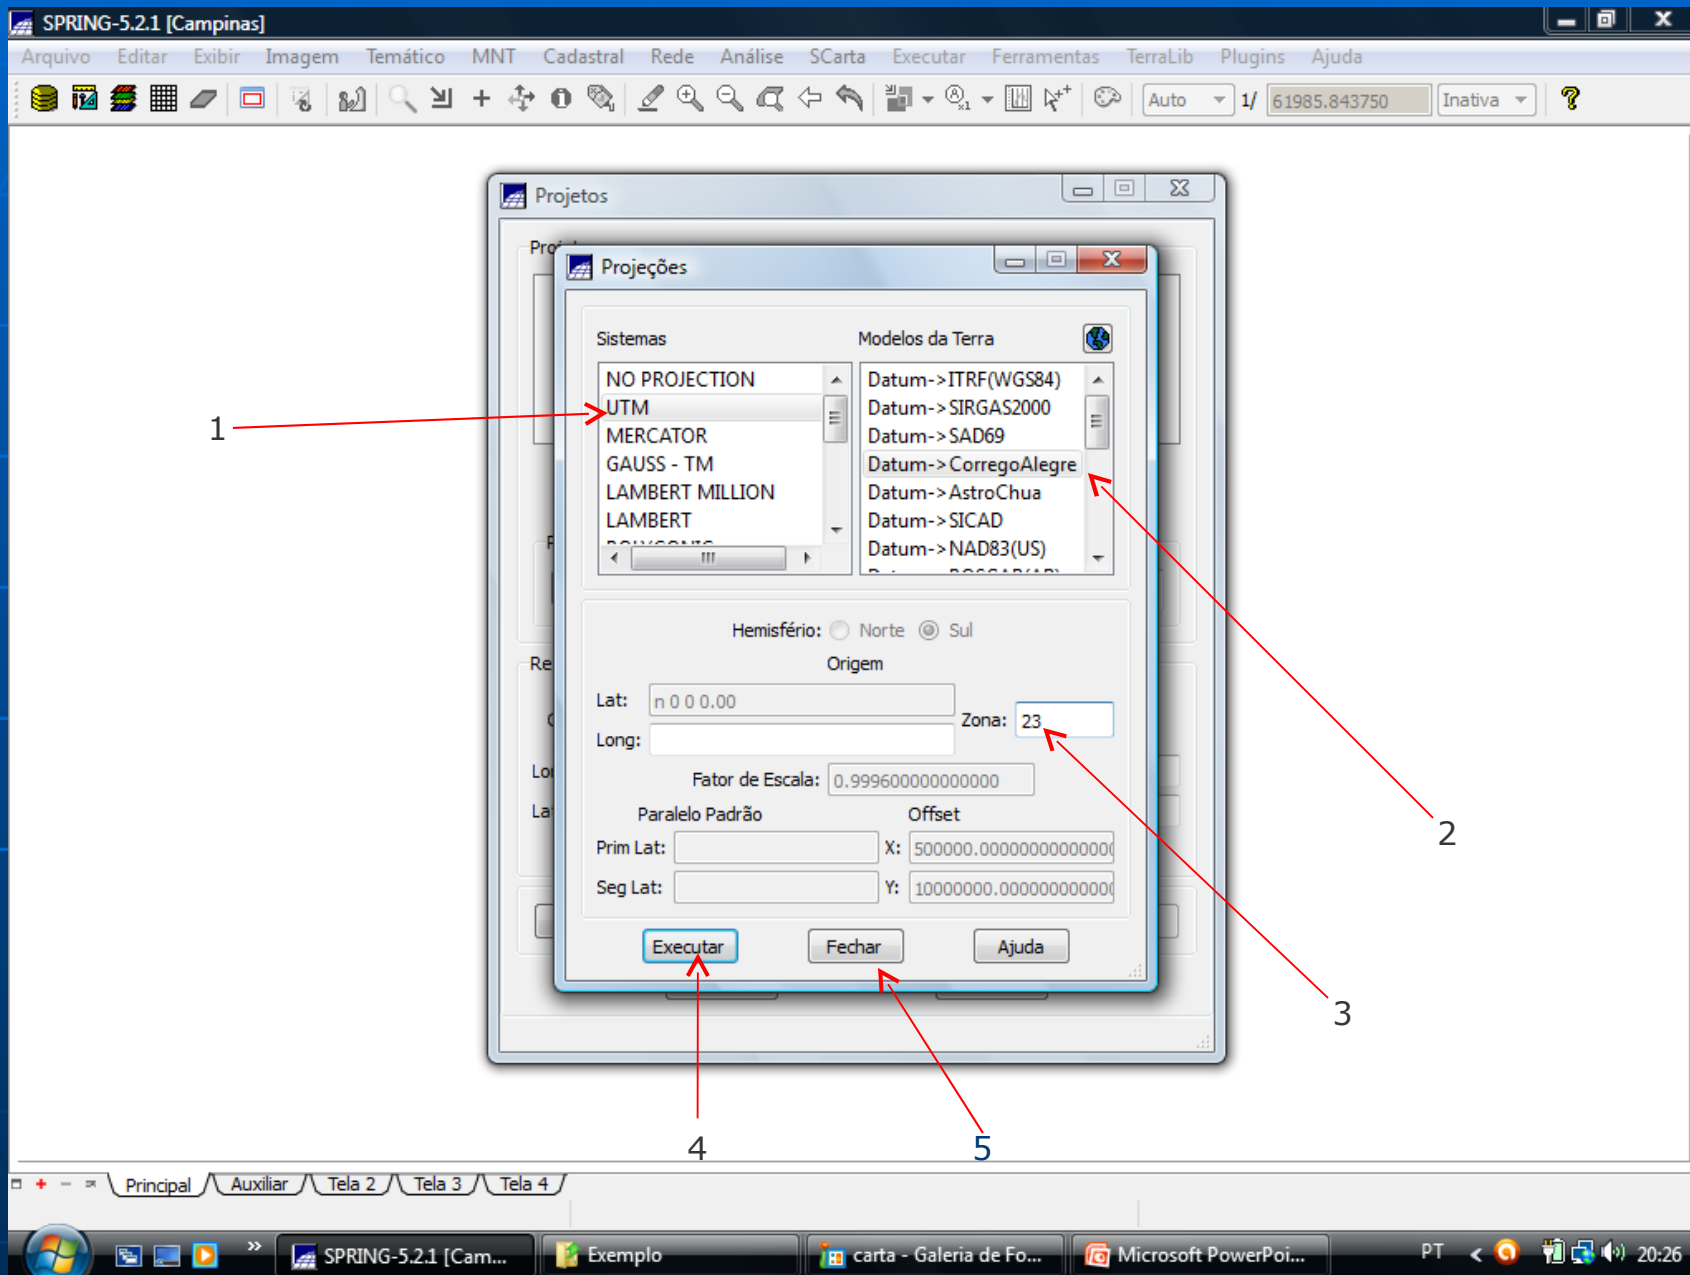 SPRING-5.2.1 [Campinas]
Arquivo Editar Exibir Imagem Temático MNT Cadastral Rede Análise SCarta Executar Ferramentas TerraLib Plugins Ajuda
Auto 1/ 61985.843750 Inativa
Projetos
Projeções
Sistemas Modelos da Terra
NO PROJECTION Datum->ITRF(WGS84)
UTM Datum->SIRGAS2000
MERCATOR Datum->SAD69
GAUSS - TM Datum->CorregoAlegre
LAMBERT MILLION Datum->AstroChua
LAMBERT Datum->SICAD
Datum->NAD83(US)
1
2
3
Hemisfério: Norte Sul
Origem
Lat: n 0 0 0.00
Zona: 23
Long:
Fator de Escala: 0.999600000000000
Paralelo Padrão Offset
Prim Lat: X: 500000.00000000000000
Seg Lat: Y: 10000000.000000000000
Executar Fechar Ajuda
4
5
Principal Auxiliar Tela 2 Tela 3 Tela 4
SPRING-5.2.1 [Cam... Exemplo carta - Galeria de Fo... Microsoft PowerPoi... PT 20:26